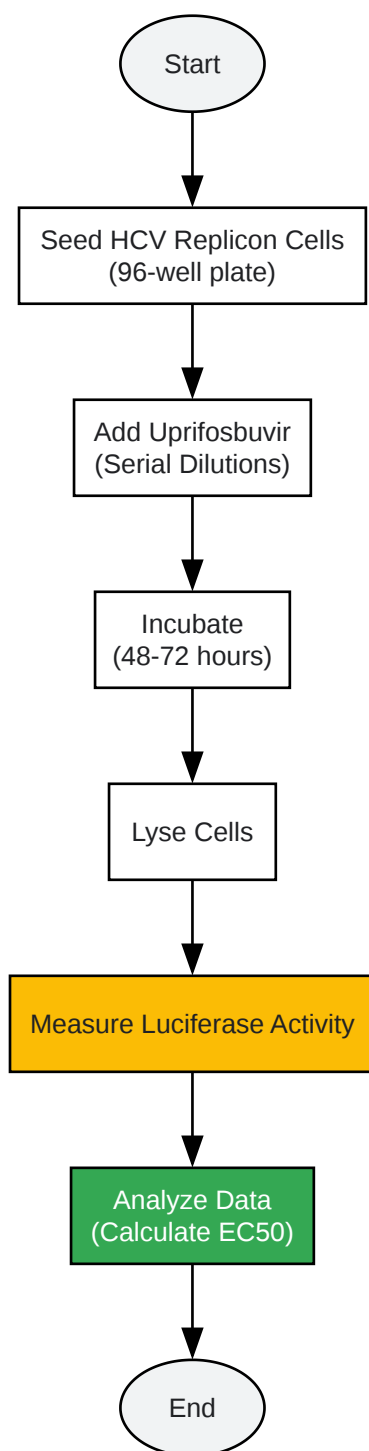 Start
Seed HCV Replicon Cells
(96-well plate)
Add Uprifosbuvir
(Serial Dilutions)
Incubate
(48-72 hours)
Lyse Cells
Measure Luciferase Activity
Analyze Data
(Calculate EC50)
End